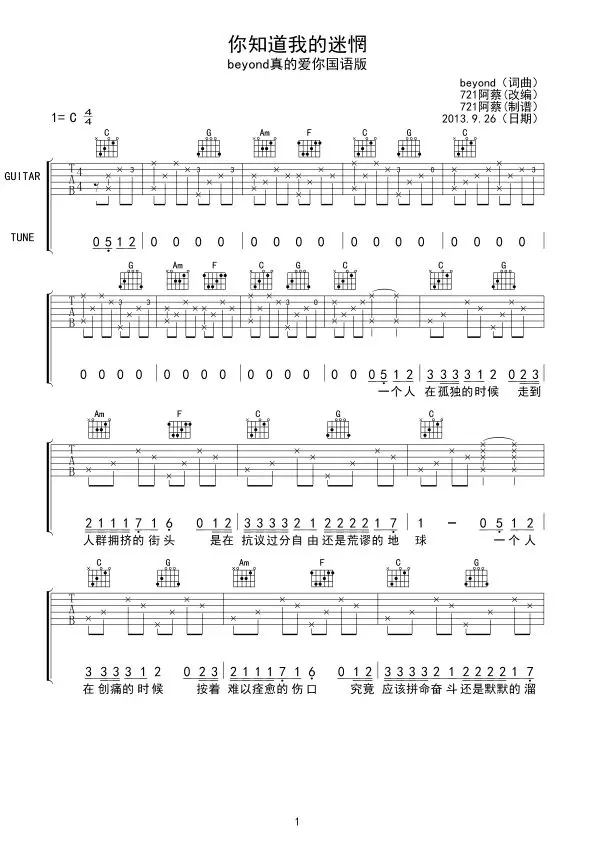 你知道我的迷惘
beyond真的爱你国语版
beyond（词曲）
721阿蔡(改编)
721阿蔡(制谱)
2013.9.26（日期）
1= C 4/4
C G Am F C G C
GUITAR
T A B 4 4 3 3 3 3
TUNE
0 5 1 2 | 0 0 0 0 | 0 0 0 0 | 0 0 0 0 | 0 0 0 0 |
G Am F C G C C G
T A B 3 3 3 0
0 0 0 0 | 0 0 0 0 | 0 0 0 0 | 0 0 0 5 1 2 | 3 3 3 3 1 2 0 2 3
一个人 在孤独的时候 走到
Am F C G C
T A B
2 1 1 1 7 1 6 0 1 2 | 3 3 3 3 2 2 2 2 1 7 | 1 — 0 5 1 2
人群拥挤的街头 是在 抗议过分自由还是荒谬的地 球 一个人
C G Am F C G
T A B
3 3 3 3 1 2 0 2 3 | 2 1 1 1 7 1 6 0 1 2 | 3 3 3 3 2 1 2 2 2 2 1 7
在创痛的时候 按着 难以痊愈的伤口 究竟 应该拼命奋斗还是默默的溜
1